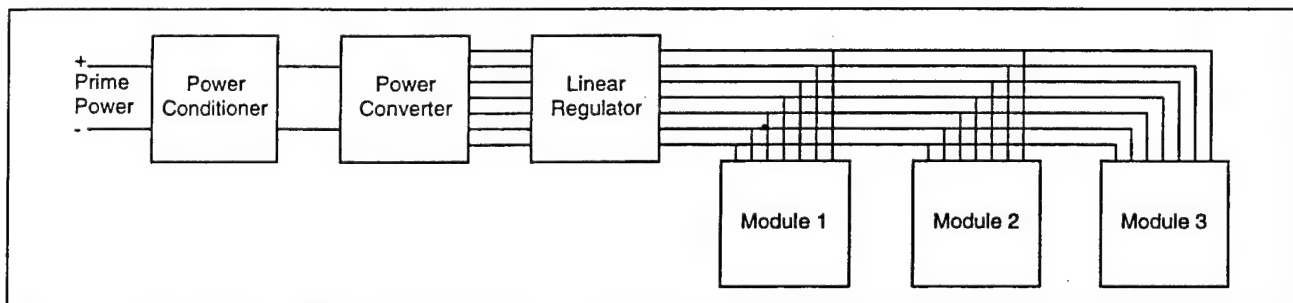 +
Prime
Power
-
Power
Conditioner
Power
Converter
Linear
Regulator
Module 1
Module 2
Module 3